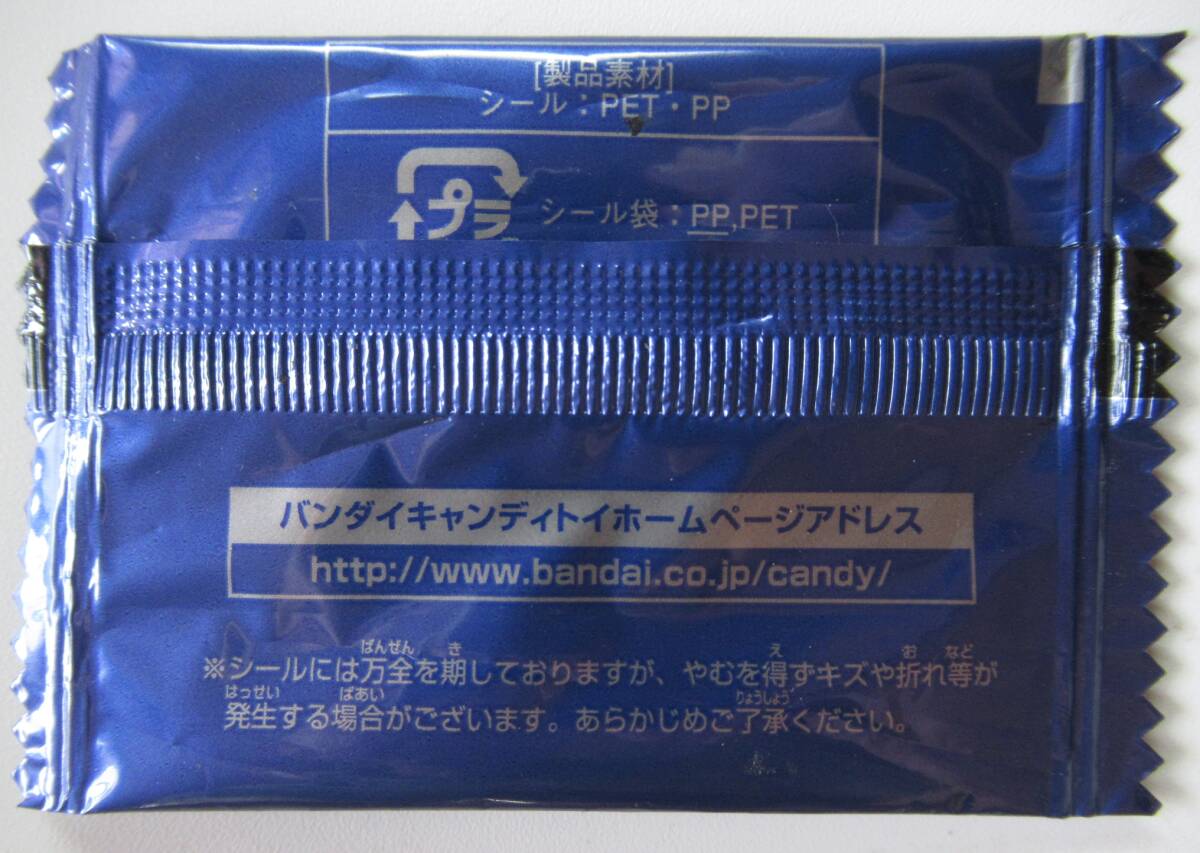 [製品素材]
シール：PET・PP
プラ
シール袋：PP,PET
バンダイキャンディトイホームページアドレス
http://www.bandai.co.jp/candy/
ばんぜん き え お など
※シールには万全を期しておりますが、やむを得ずキズや折れ等が
はっせい ばあい りょうしょう
発生する場合がございます。あらかじめご了承ください。